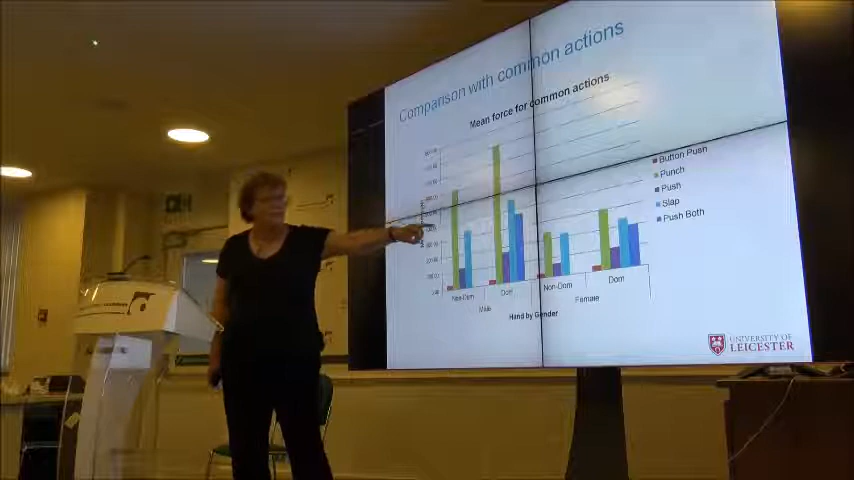 Comparison with common actions
Mean force for common actions
Button Push
Punch
Push
Slap
Push Both
Non-Dom
Dom
Non-Dom
Dom
Male
Female
Hand by Gender
UNIVERSITY OF
LEICESTER